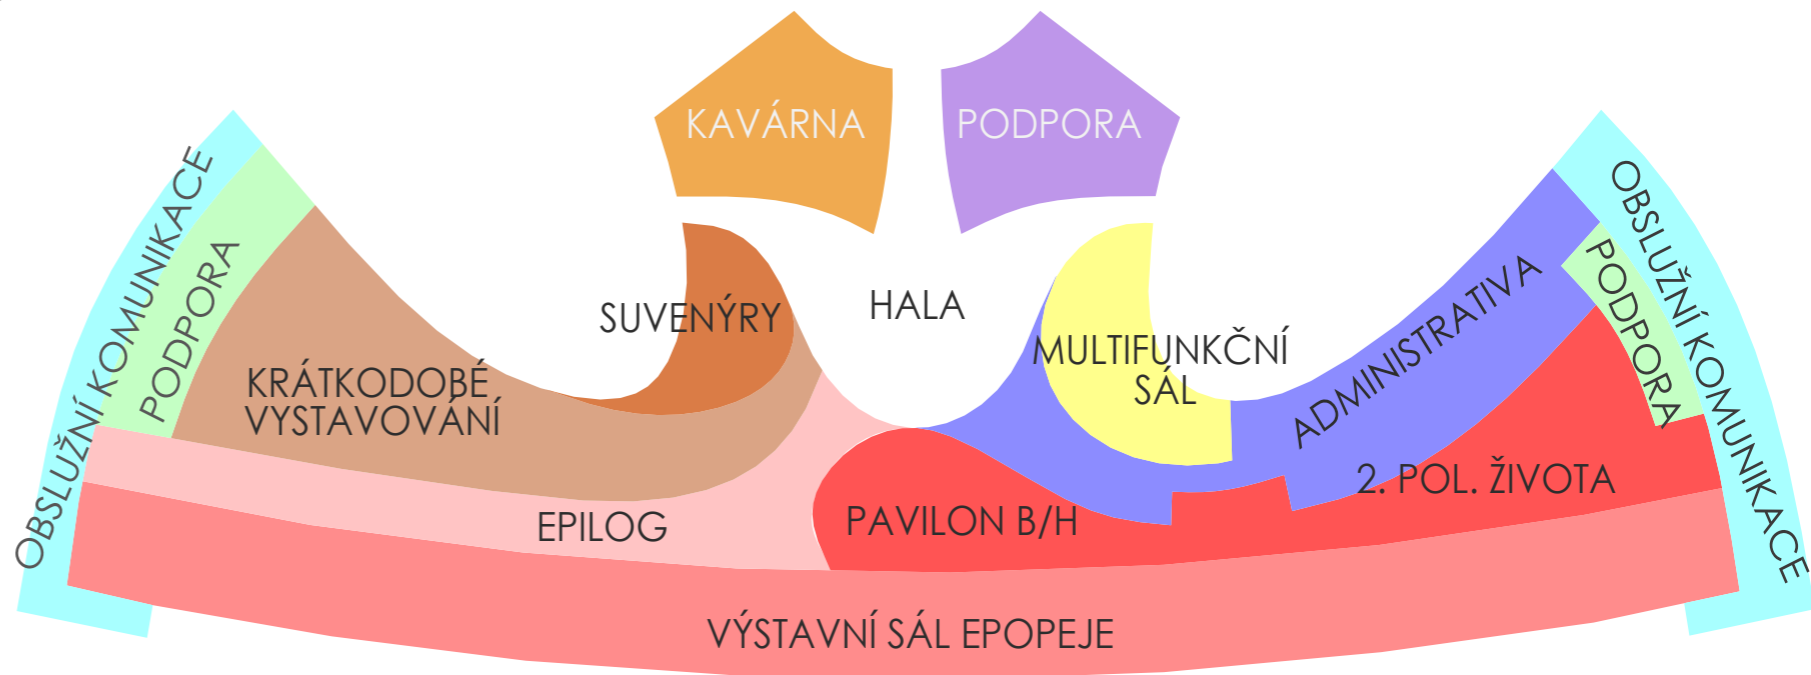 KAVÁRNA
PODPORA
OBSLUŽNÍ KOMUNIKACE
PODPORA
KRÁTKODOBÉ
VYSTAVOVÁNÍ
SUVENÝRY
HALA
MULTIFUNKČNÍ
SÁL
ADMINISTRATIVA
PODPORA
OBSLUŽNÍ KOMUNIKACE
2. POL. ŽIVOTA
EPILOG
PAVILON B/H
VÝSTAVNÍ SÁL EPOPEJE